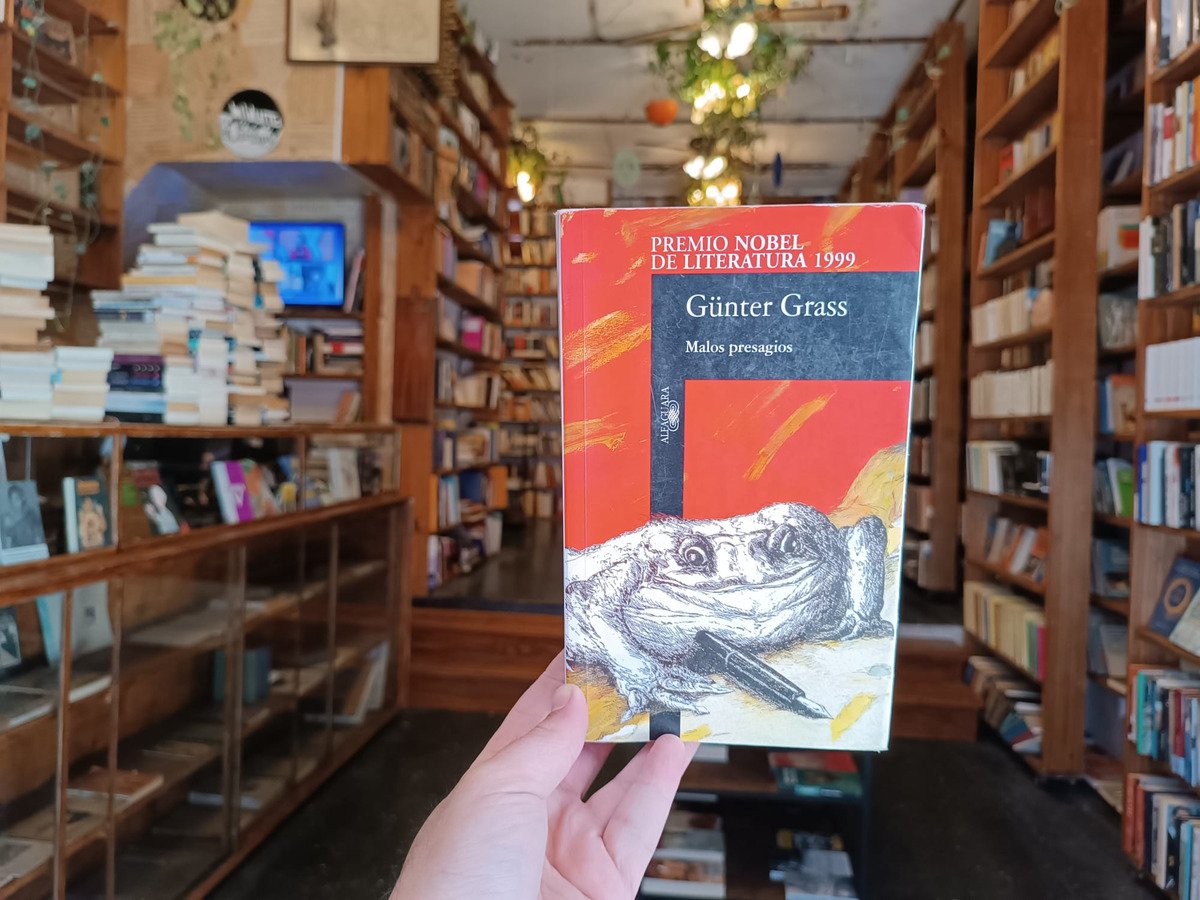 PREMIO NOBEL
DE LITERATURA 1999
Günter Grass
Malos presagios
ALFAGUARA